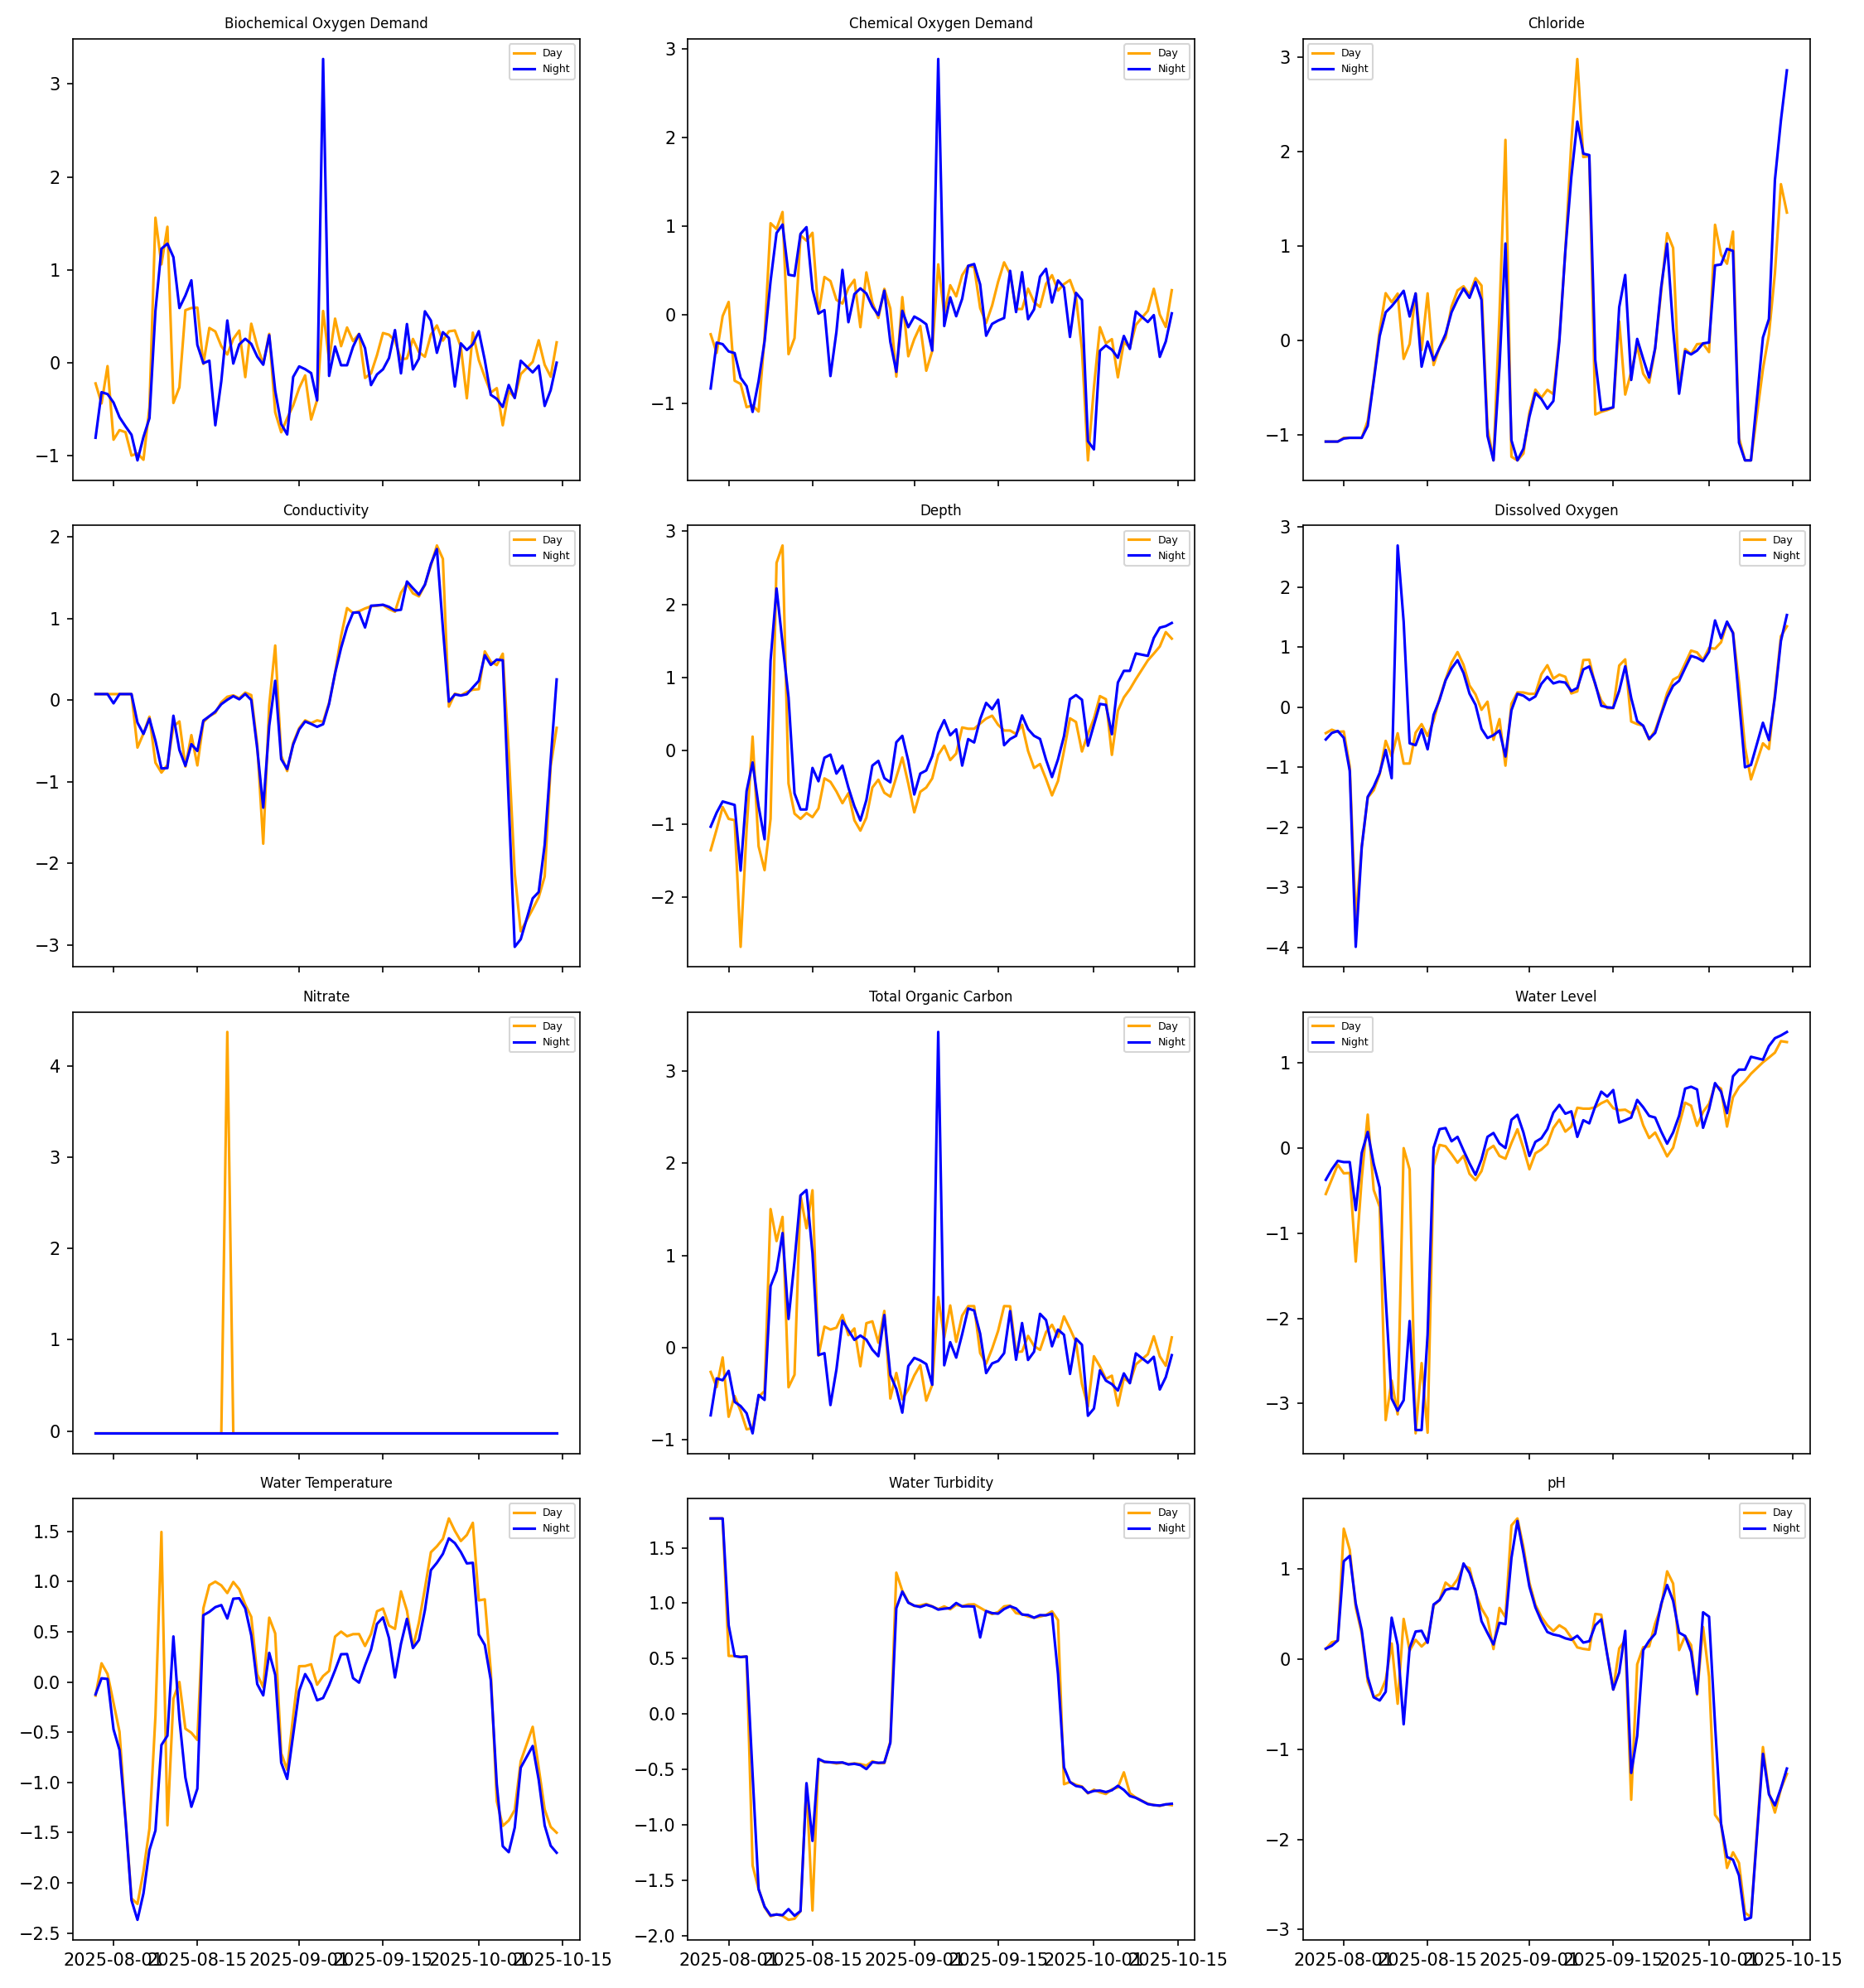 Biochemical Oxygen Demand
Day
Night
3
2
1
0
−1
Chemical Oxygen Demand
Day
Night
3
2
1
0
−1
Chloride
Day
Night
3
2
1
0
−1
Conductivity
Day
Night
2
1
0
−1
−2
−3
Depth
Day
Night
3
2
1
0
−1
−2
Dissolved Oxygen
Day
Night
3
2
1
0
−1
−2
−3
−4
Nitrate
Day
Night
4
3
2
1
0
Total Organic Carbon
Day
Night
3
2
1
0
−1
Water Level
Day
Night
1
0
−1
−2
−3
Water Temperature
Day
Night
1.5
1.0
0.5
0.0
−0.5
−1.0
−1.5
−2.0
−2.5
2025-08-01 2025-08-15 2025-09-01 2025-09-15 2025-10-01 2025-10-15
Water Turbidity
Day
Night
1.5
1.0
0.5
0.0
−0.5
−1.0
−1.5
−2.0
2025-08-01 2025-08-15 2025-09-01 2025-09-15 2025-10-01 2025-10-15
pH
Day
Night
1
0
−1
−2
−3
2025-08-01 2025-08-15 2025-09-01 2025-09-15 2025-10-01 2025-10-15